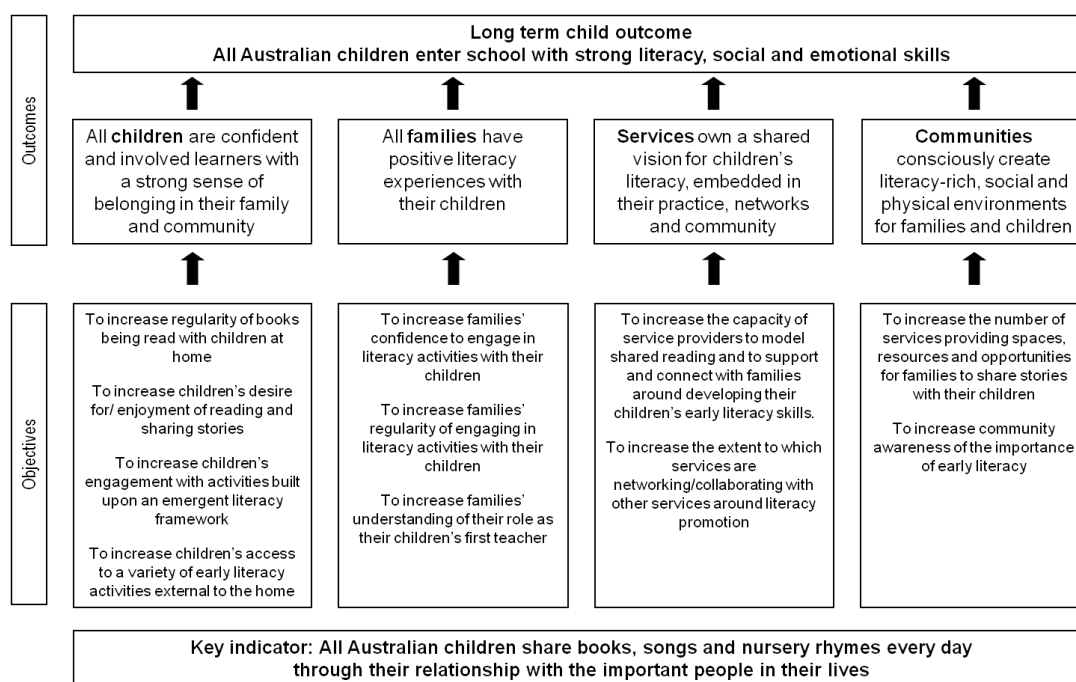 Long term child outcome
All Australian children enter school with strong literacy, social and emotional skills
Outcomes
All children are confident
and involved learners with
a strong sense of
belonging in their family
and community
All families have
positive literacy
experiences with
their children
Services own a shared
vision for children's
literacy, embedded in
their practice, networks
and community
Communities
consciously create
literacy-rich, social and
physical environments
for families and children
Objectives
To increase regularity of books
being read with children at
home
To increase children's desire
for/ enjoyment of reading and
sharing stories
To increase children's
engagement with activities built
upon an emergent literacy
framework
To increase children's access
to a variety of early literacy
activities external to the home
To increase families'
confidence to engage in
literacy activities with their
children
To increase families'
regularity of engaging in
literacy activities with their
children
To increase families'
understanding of their role as
their children's first teacher
To increase the capacity of
service providers to model
shared reading and to support
and connect with families
around developing their
children's early literacy skills.
To increase the extent to which
services are
networking/collaborating with
other services around literacy
promotion
To increase the number of
services providing spaces,
resources and opportunities
for families to share stories
with their children
To increase community
awareness of the importance
of early literacy
Key indicator: All Australian children share books, songs and nursery rhymes every day
through their relationship with the important people in their lives